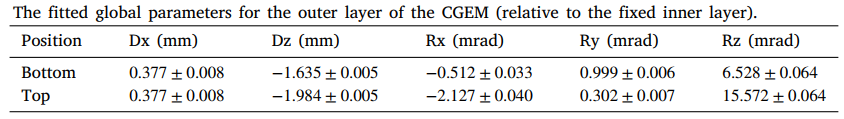 The fitted global parameters for the outer layer of the CGEM (relative to the fixed inner layer).
Position Dx (mm) Dz (mm) Rx (mrad) Ry (mrad) Rz (mrad)
Bottom 0.377 ± 0.008 −1.635 ± 0.005 −0.512 ± 0.033 0.999 ± 0.006 6.528 ± 0.064
Top 0.377 ± 0.008 −1.984 ± 0.005 −2.127 ± 0.040 0.302 ± 0.007 15.572 ± 0.064